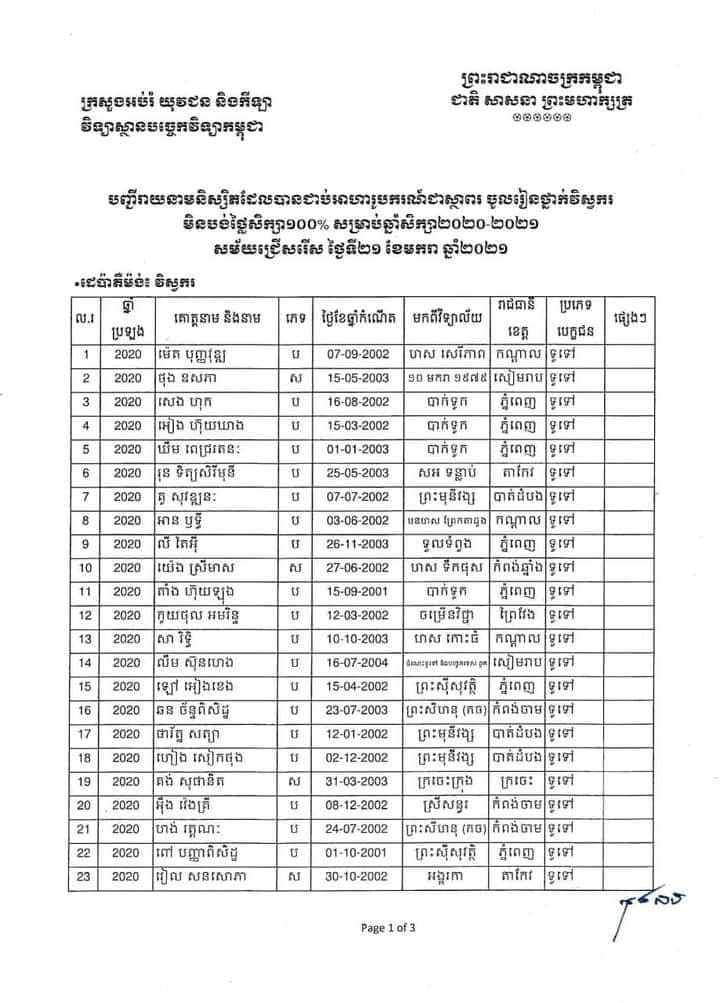 ព្រះរាជាណាចក្រកម្ពុជា
ជាតិ សាសនា ព្រះមហាក្សត្រ
ក្រសួងអប់រំ យុវជន និងកីឡា
វិទ្យាស្ថានបច្ចេកវិទ្យាកម្ពុជា
បញ្ជីរាយនាមនិស្សិតដែលបានជាប់អាហារូបករណ៍ជាស្ថាពរ ចូលរៀនថ្នាក់វិស្វករ
មិនបង់ថ្លៃសិក្សា១០០% សម្រាប់ឆ្នាំសិក្សា២០២០-២០២១
សម័យជ្រើសរើស ថ្ងៃទី២១ ខែមករា ឆ្នាំ២០២១
•ដេប៉ាតឺម៉ង់៖ វិស្វករ
ល.រ ឆ្នាំប្រឡង គោត្តនាម និងនាម ភេទ ថ្ងៃខែឆ្នាំកំណើត មកពីវិទ្យាល័យ រាជធានីខេត្ត ប្រភេទបេក្ខជន ផ្សេងៗ
1 2020 ម៉េត បុញ្ញវុឌ្ឍ ប 07-09-2002 ហស សេរីភាព កណ្តាល ទូទៅ
2 2020 ថុង ឧសភា ស 15-05-2003 ១០ មករា ១៩៧៩ សៀមរាប ទូទៅ
3 2020 សេង ហុក ប 16-08-2002 បាក់ទូក ភ្នំពេញ ទូទៅ
4 2020 អៀង ហ៊ុយឃាង ប 15-03-2002 បាក់ទូក ភ្នំពេញ ទូទៅ
5 2020 ឃឹម ពេជ្ររតនៈ ប 01-01-2003 បាក់ទូក ភ្នំពេញ ទូទៅ
6 2020 រុន ទិត្យសិរីមុនី ប 25-05-2003 សអ ទន្លាប់ តាកែវ ទូទៅ
7 2020 តូ សុវឌ្ឍនៈ ប 07-07-2002 ព្រះមុនីវង្ស បាត់ដំបង ទូទៅ
8 2020 អាន ឫទ្ធី ប 03-06-2002 បនហស ព្រែកតាដួង កណ្តាល ទូទៅ
9 2020 លី តៃអ៊ី ប 26-11-2003 ទួលទំពូង ភ្នំពេញ ទូទៅ
10 2020 យ៉េង ស្រីមាស ស 27-06-2002 ហស ទឹកផុស កំពង់ឆ្នាំង ទូទៅ
11 2020 តាំង ហ៊ុយឡុង ប 15-09-2001 បាក់ទូក ភ្នំពេញ ទូទៅ
12 2020 កូយថុល អមរិន្ទ ប 12-03-2002 ចម្រើនវិជ្ជា ព្រៃវែង ទូទៅ
13 2020 សា រិទ្ធិ ប 10-10-2003 ហស កោះធំ កណ្តាល ទូទៅ
14 2020 លឹម ស៊ុនហេង ប 16-07-2004 ចំណេះទូទៅ និងបច្ចេកទេស ពួក សៀមរាប ទូទៅ
15 2020 ឡៅ អៀងខេង ប 15-04-2002 ព្រះស៊ីសុវត្ថិ ភ្នំពេញ ទូទៅ
16 2020 ឆន ច័ន្ទពិសិដ្ឋ ប 23-07-2003 ព្រះសីហនុ (កច) កំពង់ចាម ទូទៅ
17 2020 ផារ័ត្ន សត្យា ប 12-01-2002 ព្រះមុនីវង្ស បាត់ដំបង ទូទៅ
18 2020 ហៀង សៀកថុង ប 02-12-2002 ព្រះមុនីវង្ស បាត់ដំបង ទូទៅ
19 2020 គង់ សុផានិត ស 31-03-2003 ក្រចេះក្រុង ក្រចេះ ទូទៅ
20 2020 អ៊ឹង វ៉េងគ្រី ប 08-12-2002 ស្រីសន្ធរ កំពង់ចាម ទូទៅ
21 2020 ហង់ រត្តណៈ ប 24-07-2002 ព្រះសីហនុ (កច) កំពង់ចាម ទូទៅ
22 2020 ពៅ បញ្ញាពិសិដ្ឋ ប 01-10-2001 ព្រះស៊ីសុវត្ថិ ភ្នំពេញ ទូទៅ
23 2020 រឿល សនសោភា ស 30-10-2002 អង្គរកា តាកែវ ទូទៅ
Page 1 of 3